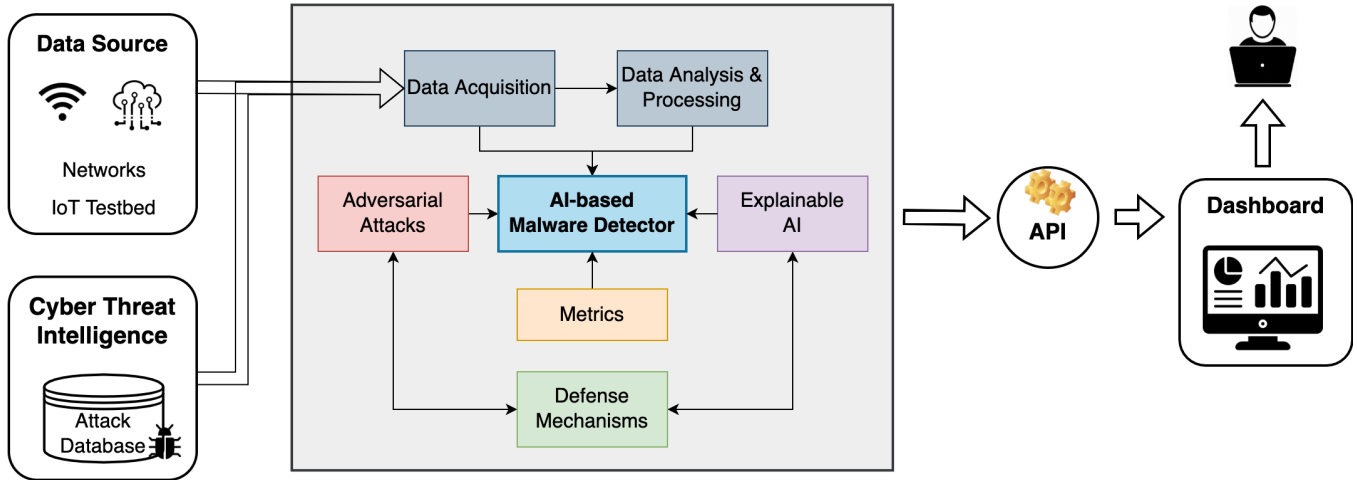 Data Source
Networks
IoT Testbed
Cyber Threat
Intelligence
Attack
Database
Data Acquisition
Data Analysis &
Processing
Adversarial
Attacks
AI-based
Malware Detector
Explainable
AI
Metrics
Defense
Mechanisms
API
Dashboard